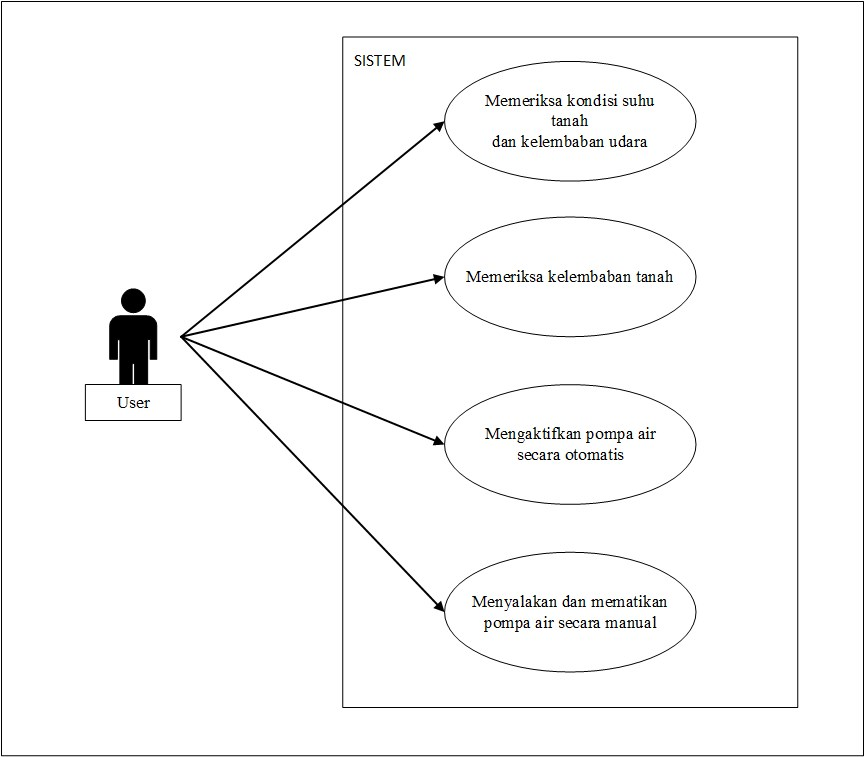 SISTEM
Memeriksa kondisi suhu
tanah
dan kelembaban udara
Memeriksa kelembaban tanah
User
Mengaktifkan pompa air
secara otomatis
Menyalakan dan mematikan
pompa air secara manual